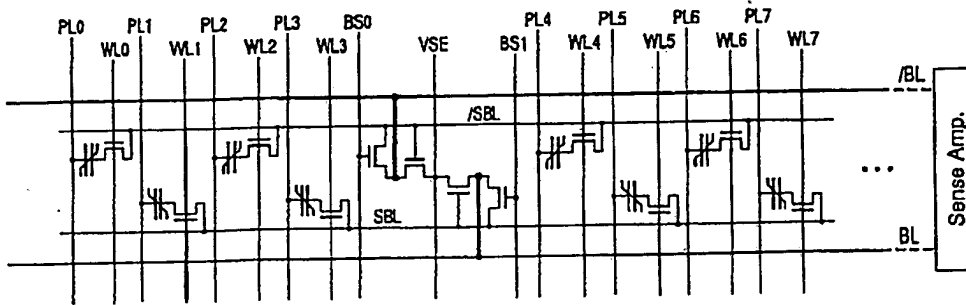 PL0 PL1 PL2 PL3 BS0 PL4 PL5 PL6 PL7
WL0 WL1 WL2 WL3 VSE BS1 WL4 WL5 WL6 WL7
/BL
/SBL
SBL
BL
...
Sense Amp.